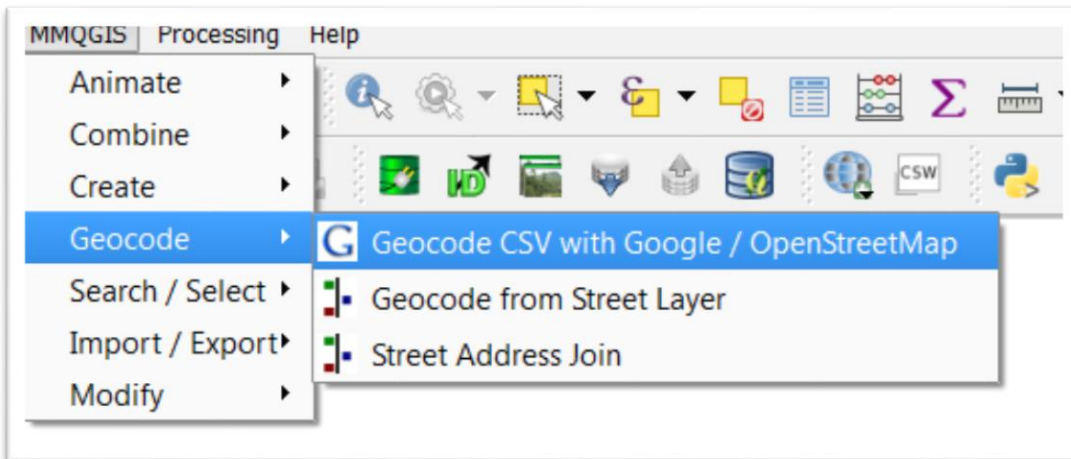 MMQGIS Processing Help
Animate
Combine
Create
Geocode
Search / Select
Import / Export
Modify
G Geocode CSV with Google / OpenStreetMap
Geocode from Street Layer
Street Address Join
ε
Σ
I-D
CSW